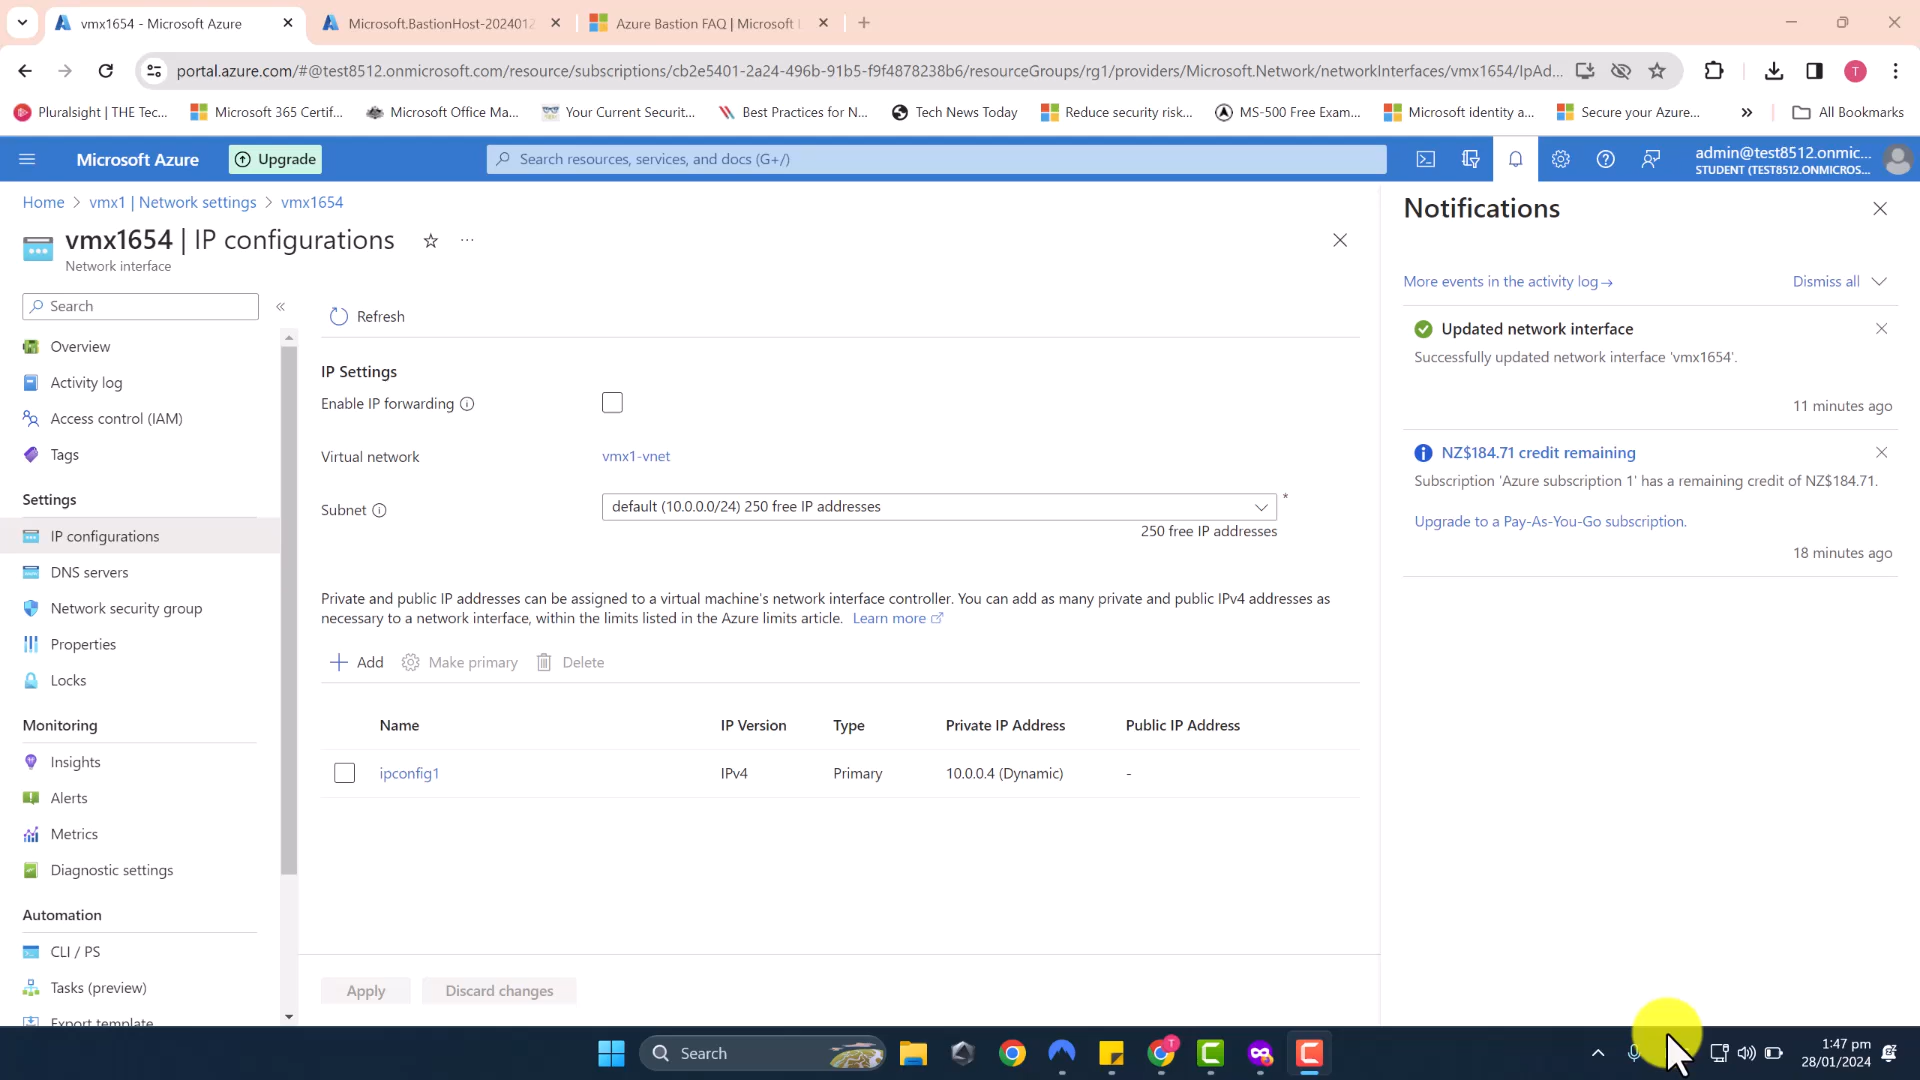 vmx1654 - Microsoft Azure
Microsoft.BastionHost-202401
Azure Bastion FAQ | Microsoft L
portal.azure.com/#@test8512.onmicrosoft.com/resource/subscriptions/cb2e5401-2a24-496b-91b5-f9f4878238b6/resourceGroups/rg1/providers/Microsoft.Network/networkInterfaces/vmx1654/IpAd...
T
Pluralsight | THE Tec...
Microsoft 365 Certif...
Microsoft Office Ma...
Your Current Securit...
Best Practices for N...
Tech News Today
Reduce security risk...
MS-500 Free Exam...
Microsoft identity a...
Secure your Azure...
»
All Bookmarks
Microsoft Azure
Upgrade
Search resources, services, and docs (G+/)
admin@test8512.onmic...
STUDENT (TEST8512.ONMICROS...
Home > vmx1 | Network settings > vmx1654
vmx1654 | IP configurations
Network interface
Search
Overview
Activity log
Access control (IAM)
Tags
Settings
IP configurations
DNS servers
Network security group
Properties
Locks
Monitoring
Insights
Alerts
Metrics
Diagnostic settings
Automation
CLI / PS
Tasks (preview)
Export template
Refresh
IP Settings
Enable IP forwarding
Virtual network
vmx1-vnet
Subnet
default (10.0.0.0/24) 250 free IP addresses
*
250 free IP addresses
Private and public IP addresses can be assigned to a virtual machine's network interface controller. You can add as many private and public IPv4 addresses as
necessary to a network interface, within the limits listed in the Azure limits article. Learn more
Add
Make primary
Delete
Name IP Version Type Private IP Address Public IP Address
ipconfig1 IPv4 Primary 10.0.0.4 (Dynamic) -
Apply
Discard changes
Notifications
More events in the activity log→
Dismiss all
Updated network interface
Successfully updated network interface 'vmx1654'.
11 minutes ago
NZ$184.71 credit remaining
Subscription 'Azure subscription 1' has a remaining credit of NZ$184.71.
Upgrade to a Pay-As-You-Go subscription.
18 minutes ago
Search
T
1:47 pm
28/01/2024